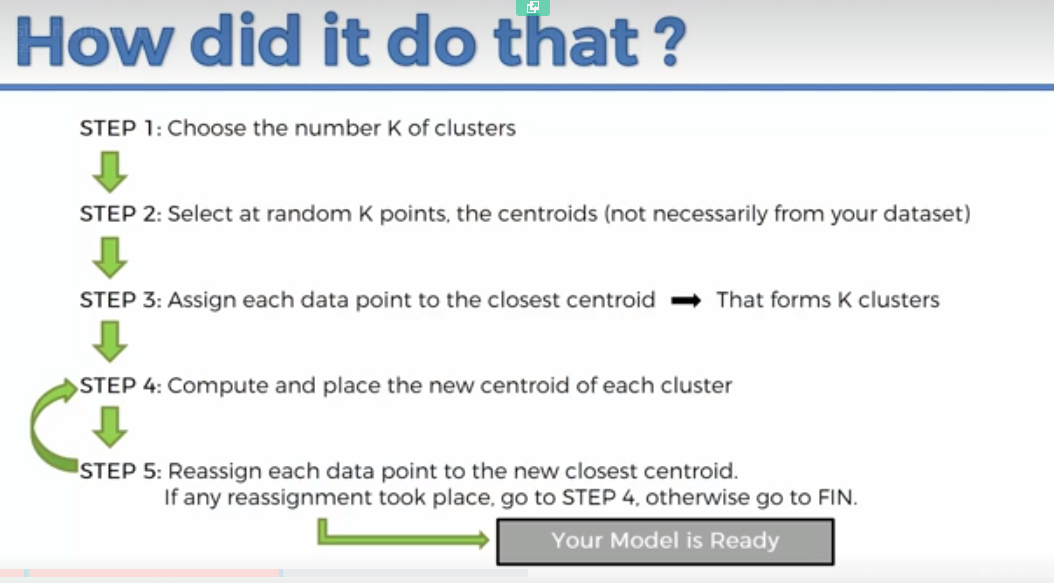 How did it do that ?
STEP 1: Choose the number K of clusters
STEP 2: Select at random K points, the centroids (not necessarily from your dataset)
STEP 3: Assign each data point to the closest centroid ➡ That forms K clusters
STEP 4: Compute and place the new centroid of each cluster
STEP 5: Reassign each data point to the new closest centroid.
If any reassignment took place, go to STEP 4, otherwise go to FIN.
Your Model is Ready